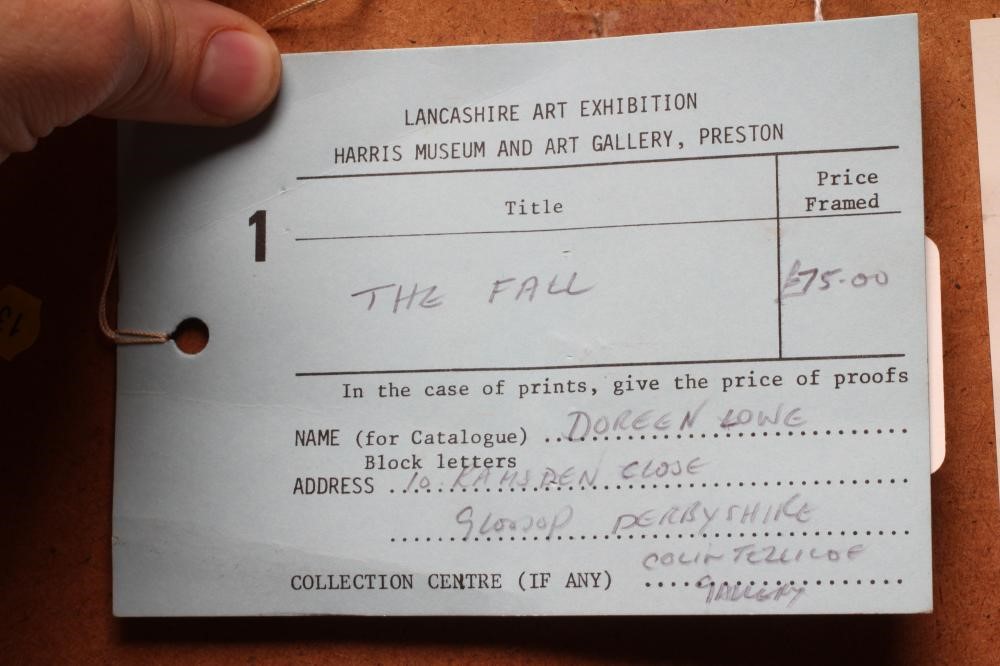 LANCASHIRE ART EXHIBITION
HARRIS MUSEUM AND ART GALLERY, PRESTON
1
Title
Price
Framed
THE FALL
£75.00
In the case of prints, give the price of proofs
NAME (for Catalogue) DOREEN LOWE
Block letters
ADDRESS 10 RAMSDEN CLOSE
GLOSSOP DERBYSHIRE
COLLECTION CENTRE (IF ANY) COLIN
GALLERY
13